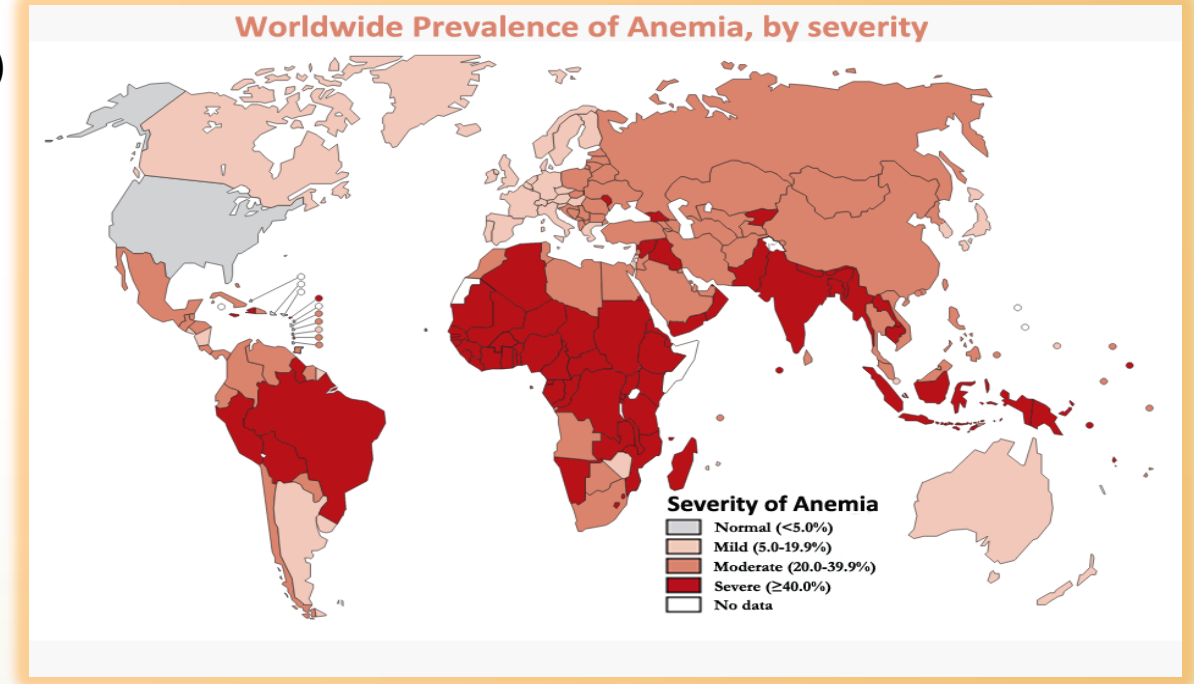 )
Worldwide Prevalence of Anemia, by severity
Severity of Anemia
Normal (<5.0%)
Mild (5.0-19.9%)
Moderate (20.0-39.9%)
Severe (≥40.0%)
No data